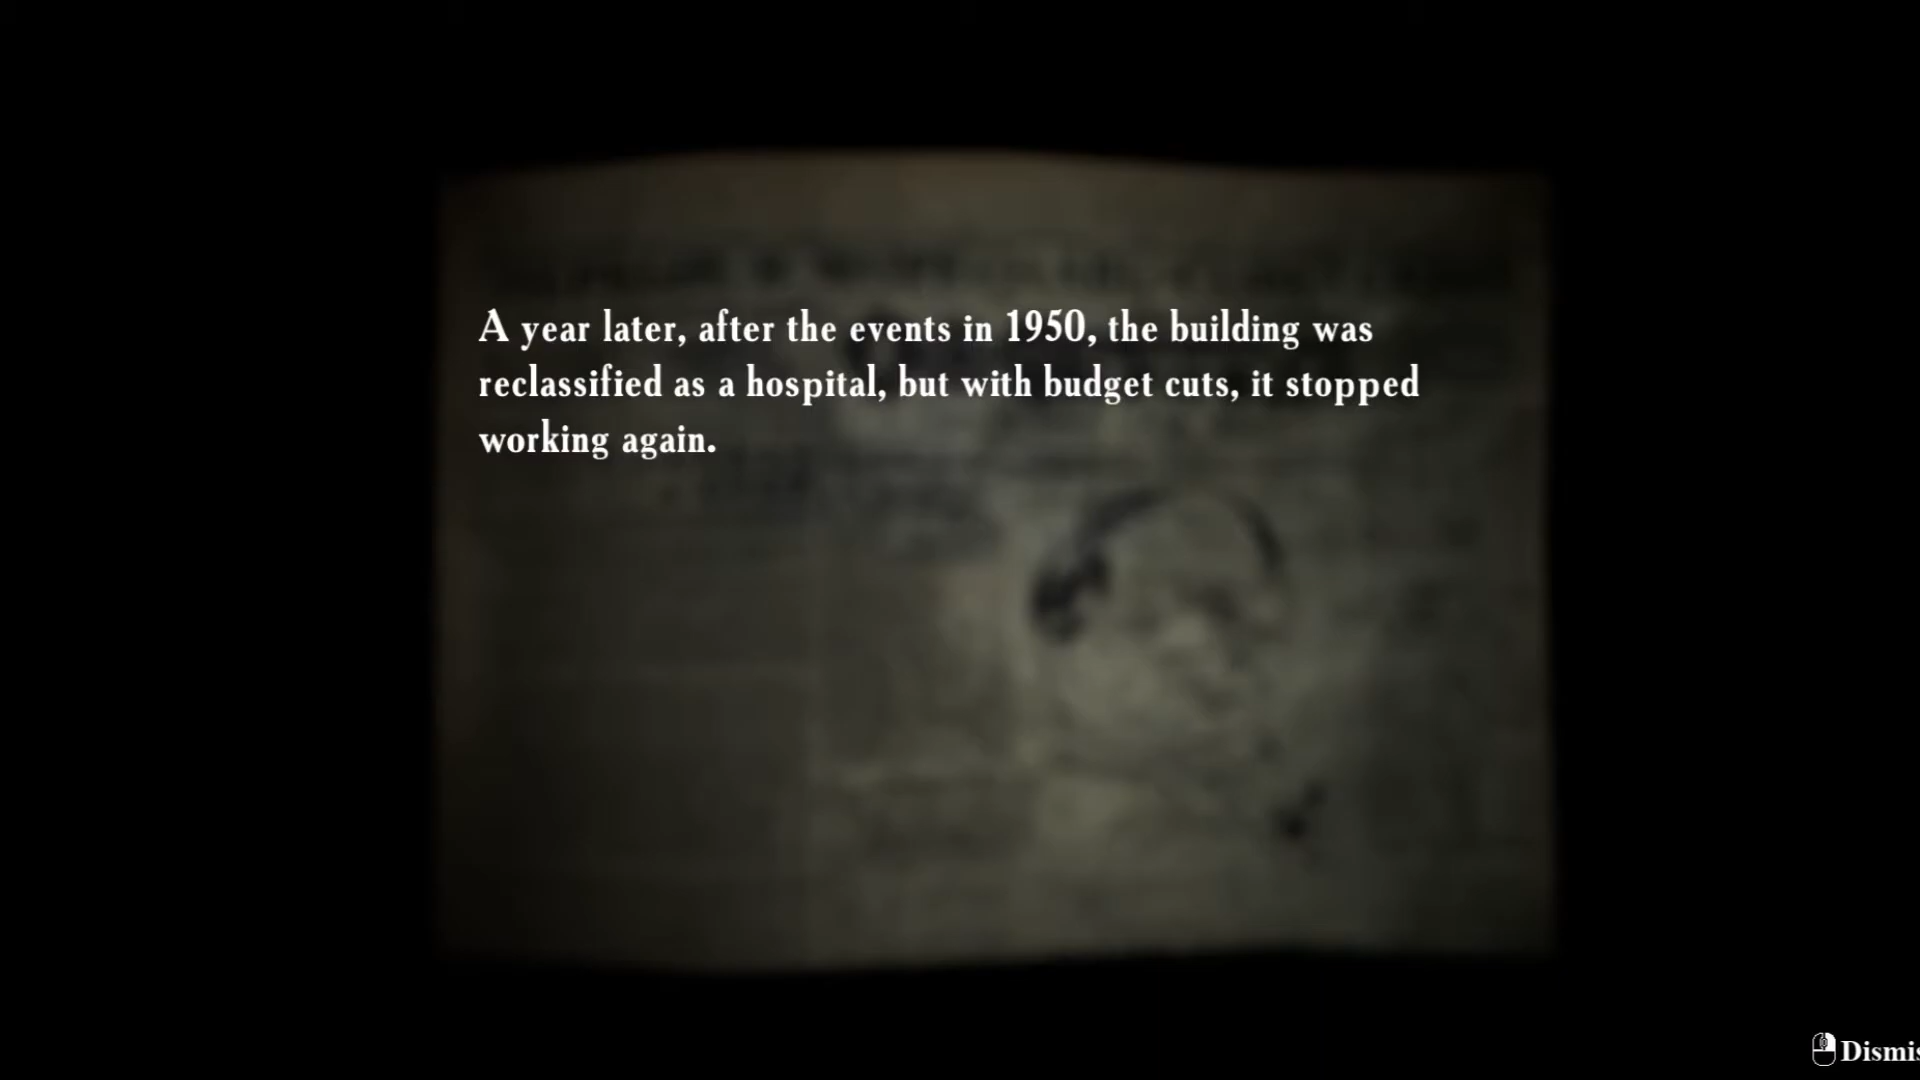 A year later, after the events in 1950, the building was
reclassified as a hospital, but with budget cuts, it stopped
working again.
Dismis